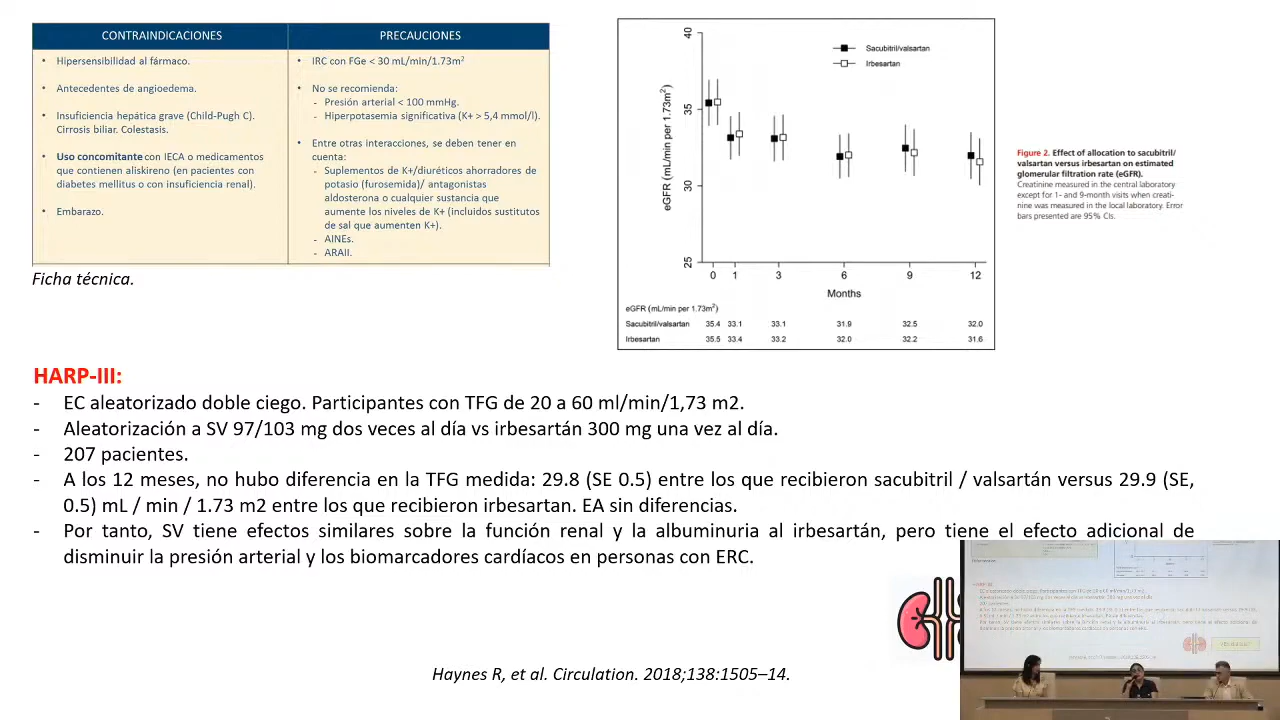 CONTRAINDICACIONES
• Hipersensibilidad al fármaco.
• Antecedentes de angioedema.
• Insuficiencia hepática grave (Child-Pugh C).
Cirrosis biliar. Colestasis.
• Uso concomitante con IECA o medicamentos
que contienen aliskireno (en pacientes con
diabetes mellitus o con insuficiencia renal).
• Embarazo.
PRECAUCIONES
• IRC con FGe < 30 mL/min/1.73m²
• No se recomienda:
- Presión arterial < 100 mmHg.
- Hiperpotasemia significativa (K+ > 5,4 mmol/l).
• Entre otras interacciones, se deben tener en
cuenta:
- Suplementos de K+/diuréticos ahorradores de
potasio (furosemida)/ antagonistas
aldosterona o cualquier sustancia que
aumente los niveles de K+ (incluidos sustitutos
de sal que aumenten K+).
- AINEs.
- ARAII.
Ficha técnica.
Sacubitril/valsartan
Irbesartan
eGFR (mL/min per 1.73m²)
40
35
30
25
0 1 3 6 9 12
Months
eGFR (mL/min per 1.73m²)
Sacubitril/valsartan 35.4 33.1 33.1 31.9 32.5 32.0
Irbesartan 35.5 33.4 33.2 32.0 32.2 31.6
Figure 2. Effect of allocation to sacubitril/
valsartan versus irbesartan on estimated
glomerular filtration rate (eGFR).
Creatinine measured in the central laboratory
except for 1- and 9-month visits when creati-
nine was measured in the local laboratory. Error
bars presented are 95% CIs.
HARP-III:
- EC aleatorizado doble ciego. Participantes con TFG de 20 a 60 ml/min/1,73 m2.
- Aleatorización a SV 97/103 mg dos veces al día vs irbesartán 300 mg una vez al día.
- 207 pacientes.
- A los 12 meses, no hubo diferencia en la TFG medida: 29.8 (SE 0.5) entre los que recibieron sacubitril / valsartán versus 29.9 (SE,
0.5) mL / min / 1.73 m2 entre los que recibieron irbesartan. EA sin diferencias.
- Por tanto, SV tiene efectos similares sobre la función renal y la albuminuria al irbesartán, pero tiene el efecto adicional de
disminuir la presión arterial y los biomarcadores cardíacos en personas con ERC.
Haynes R, et al. Circulation. 2018;138:1505–14.